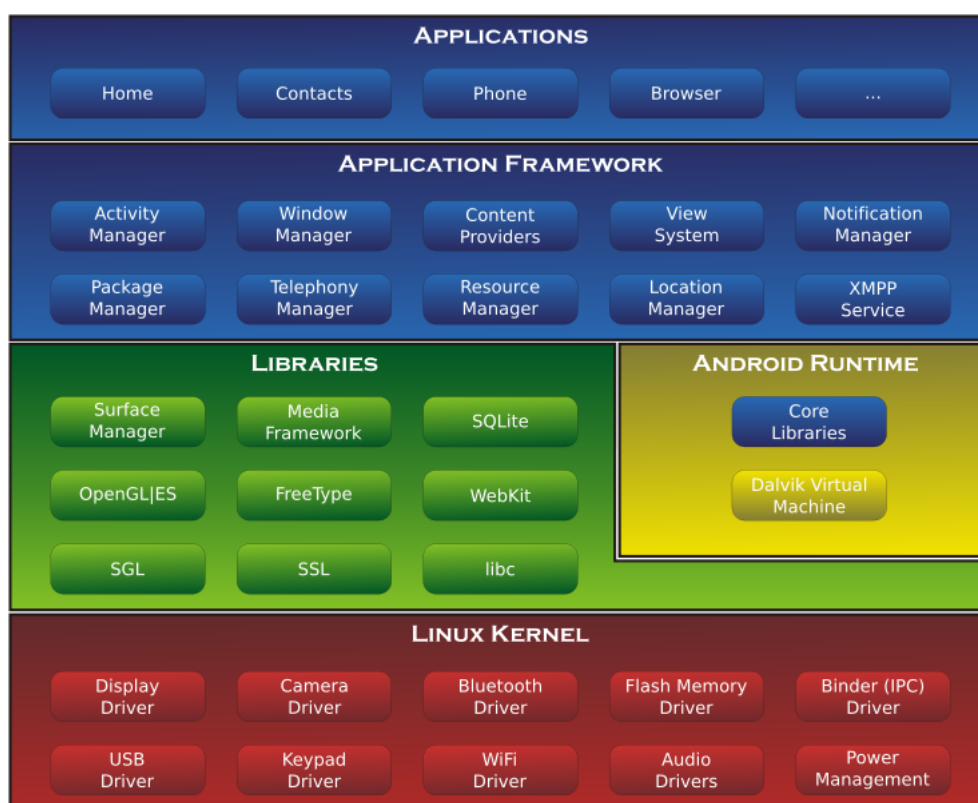 APPLICATIONS
Home
Contacts
Phone
Browser
...
APPLICATION FRAMEWORK
Activity
Manager
Window
Manager
Content
Providers
View
System
Notification
Manager
Package
Manager
Telephony
Manager
Resource
Manager
Location
Manager
XMPP
Service
LIBRARIES
Surface
Manager
Media
Framework
SQLite
OpenGL|ES
FreeType
WebKit
SGL
SSL
libc
ANDROID RUNTIME
Core
Libraries
Dalvik Virtual
Machine
LINUX KERNEL
Display
Driver
Camera
Driver
Bluetooth
Driver
Flash Memory
Driver
Binder (IPC)
Driver
USB
Driver
Keypad
Driver
WiFi
Driver
Audio
Drivers
Power
Management